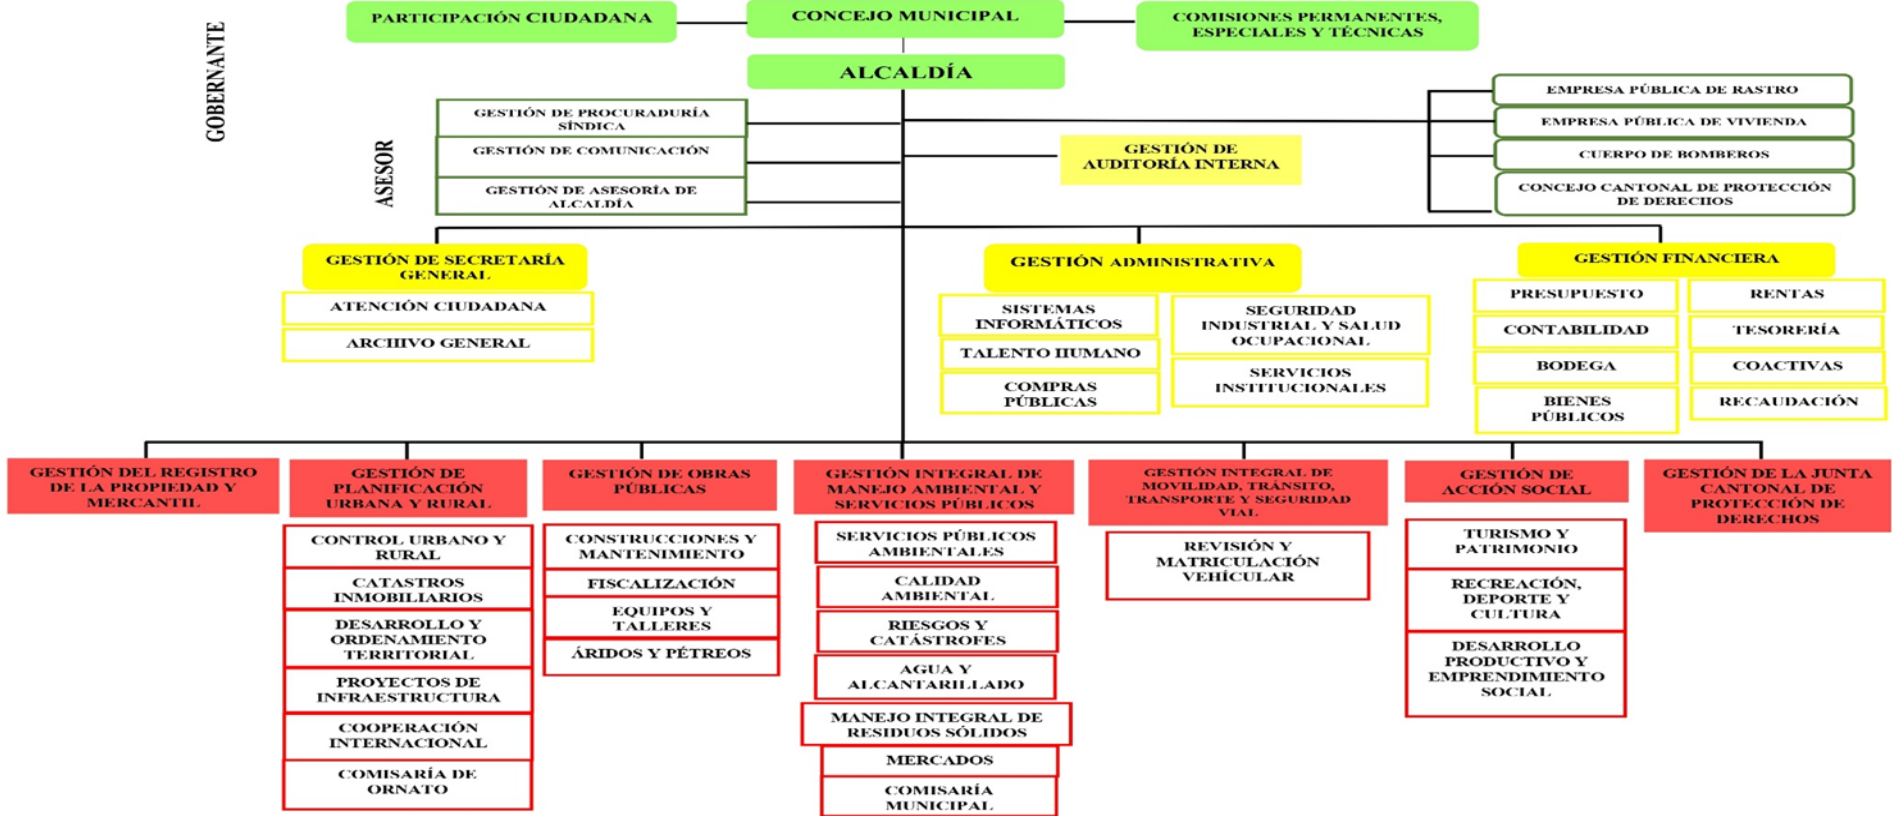 GOBERNANTE
PARTICIPACIÓN CIUDADANA
CONCEJO MUNICIPAL
COMISIONES PERMANENTES,
ESPECIALES Y TÉCNICAS
ALCALDÍA
ASESOR
GESTIÓN DE PROCURADURÍA
SÍNDICA
GESTIÓN DE COMUNICACIÓN
GESTIÓN DE ASESORÍA DE
ALCALDÍA
GESTIÓN DE
AUDITORÍA INTERNA
EMPRESA PÚBLICA DE RASTRO
EMPRESA PÚBLICA DE VIVIENDA
CUERPO DE BOMBEROS
CONCEJO CANTONAL DE PROTECCIÓN
DE DERECHOS
GESTIÓN DE SECRETARÍA
GENERAL
ATENCIÓN CIUDADANA
ARCHIVO GENERAL
GESTIÓN ADMINISTRATIVA
SISTEMAS
INFORMÁTICOS
TALENTO HUMANO
COMPRAS
PÚBLICAS
SEGURIDAD
INDUSTRIAL Y SALUD
OCUPACIONAL
SERVICIOS
INSTITUCIONALES
GESTIÓN FINANCIERA
PRESUPUESTO
CONTABILIDAD
BODEGA
BIENES
PÚBLICOS
RENTAS
TESORERÍA
COACTIVAS
RECAUDACIÓN
GESTIÓN DEL REGISTRO
DE LA PROPIEDAD Y
MERCANTIL
GESTIÓN DE
PLANIFICACIÓN
URBANA Y RURAL
CONTROL URBANO Y
RURAL
CATASTROS
INMOBILIARIOS
DESARROLLO Y
ORDENAMIENTO
TERRITORIAL
PROYECTOS DE
INFRAESTRUCTURA
COOPERACIÓN
INTERNACIONAL
COMISARÍA DE
ORNATO
GESTIÓN DE OBRAS
PÚBLICAS
CONSTRUCCIONES Y
MANTENIMIENTO
FISCALIZACIÓN
EQUIPOS Y
TALLERES
ÁRIDOS Y PÉTREOS
GESTIÓN INTEGRAL DE
MANEJO AMBIENTAL Y
SERVICIOS PÚBLICOS
SERVICIOS PÚBLICOS
AMBIENTALES
CALIDAD
AMBIENTAL
RIESGOS Y
CATÁSTROFES
AGUA Y
ALCANTARILLADO
MANEJO INTEGRAL DE
RESIDUOS SÓLIDOS
MERCADOS
COMISARÍA
MUNICIPAL
GESTIÓN INTEGRAL DE
MOVILIDAD, TRÁNSITO,
TRANSPORTE Y SEGURIDAD
VIAL
REVISIÓN Y
MATRICULACIÓN
VEHÍCULAR
GESTIÓN DE
ACCIÓN SOCIAL
TURISMO Y
PATRIMONIO
RECREACIÓN,
DEPORTE Y
CULTURA
DESARROLLO
PRODUCTIVO Y
EMPRENDIMIENTO
SOCIAL
GESTIÓN DE LA JUNTA
CANTONAL DE
PROTECCIÓN DE
DERECHOS